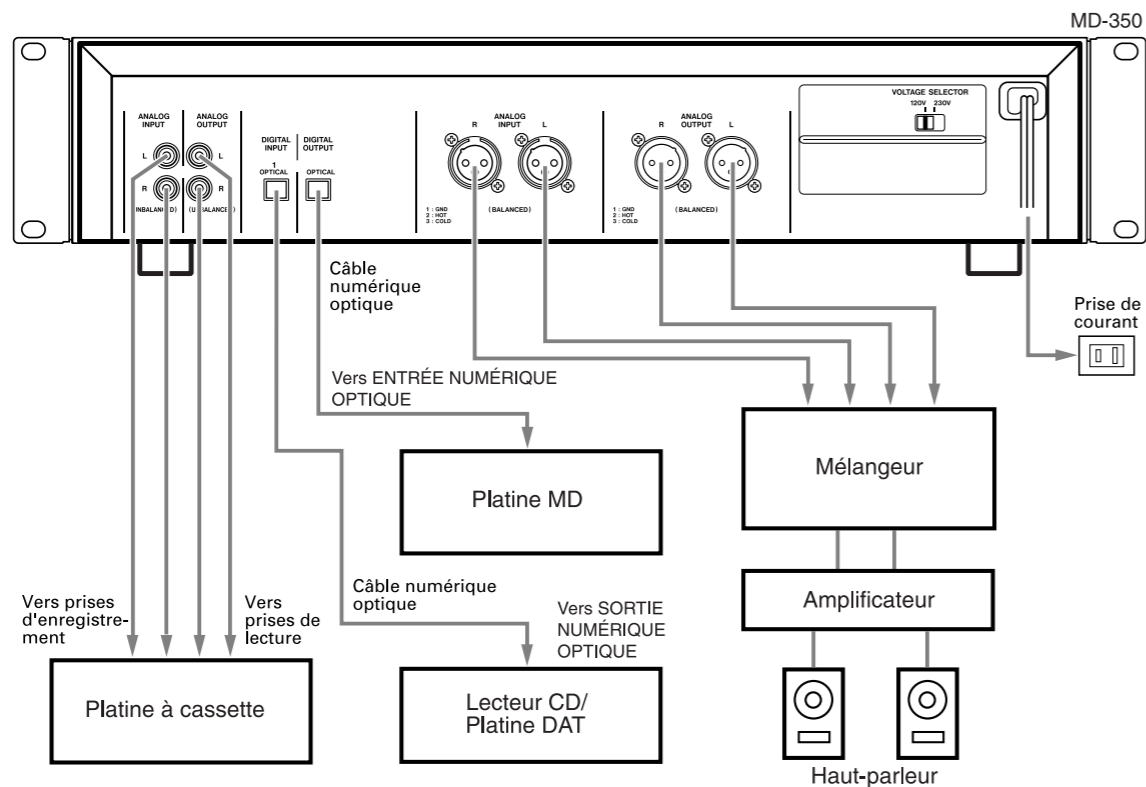 MD-350
VOLTAGE SELECTOR
120V 230V
ANALOG
INPUT
ANALOG
OUTPUT
L
L
R
R
(UNBALANCED)
DIGITAL
INPUT
DIGITAL
OUTPUT
1
OPTICAL
OPTICAL
R
ANALOG
INPUT
L
1 : GND
2 : HOT
3 : COLD
(BALANCED)
R
ANALOG
OUTPUT
L
1 : GND
2 : HOT
3 : COLD
(BALANCED)
Câble
numérique
optique
Prise de
courant
Vers ENTRÉE NUMÉRIQUE
OPTIQUE
Platine MD
Mélangeur
Vers prises
d'enregistre-
ment
Vers
prises de
lecture
Câble numérique
optique
Vers SORTIE
NUMÉRIQUE
OPTIQUE
Amplificateur
Platine à cassette
Lecteur CD/
Platine DAT
Haut-parleur